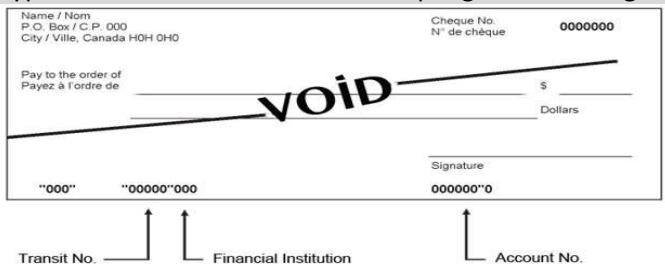 Name / Nom
P.O. Box / C.P. 000
City / Ville, Canada H0H 0H0
Cheque No.
N° de chèque
0000000
Pay to the order of
Payez à l'ordre de
$
VOID
Dollars
Signature
"000" "00000"000 000000"0
Transit No. Financial Institution Account No.